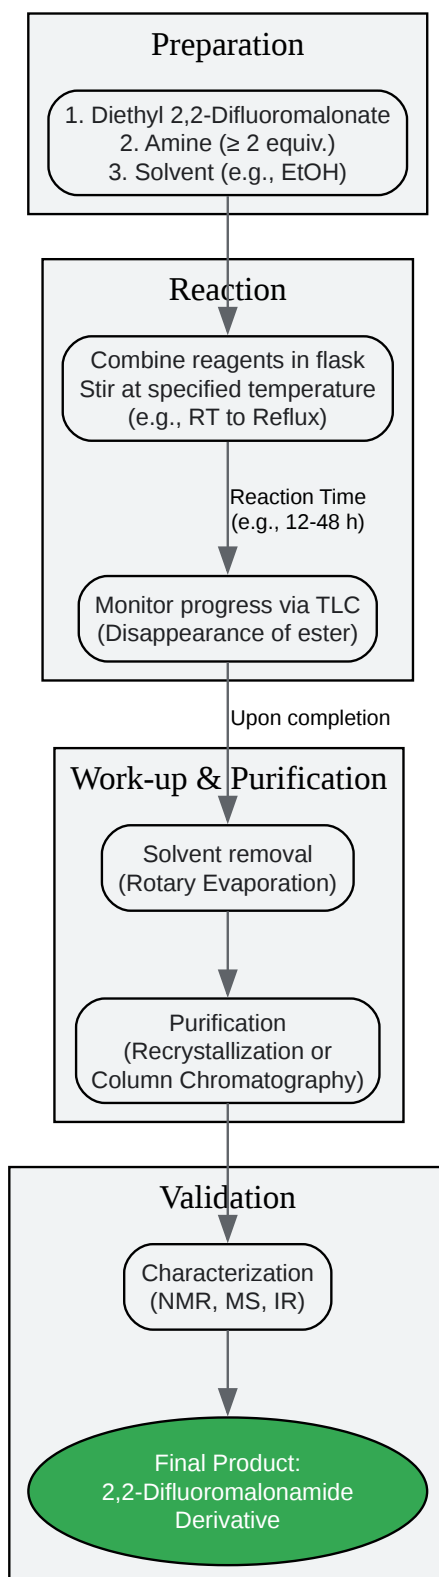 Preparation
1. Diethyl 2,2-Difluoromalonate
2. Amine (≥ 2 equiv.)
3. Solvent (e.g., EtOH)
Reaction
Combine reagents in flask
Stir at specified temperature
(e.g., RT to Reflux)
Reaction Time
(e.g., 12-48 h)
Monitor progress via TLC
(Disappearance of ester)
Upon completion
Work-up & Purification
Solvent removal
(Rotary Evaporation)
Purification
(Recrystallization or
Column Chromatography)
Validation
Characterization
(NMR, MS, IR)
Final Product:
2,2-Difluoromalonamide
Derivative